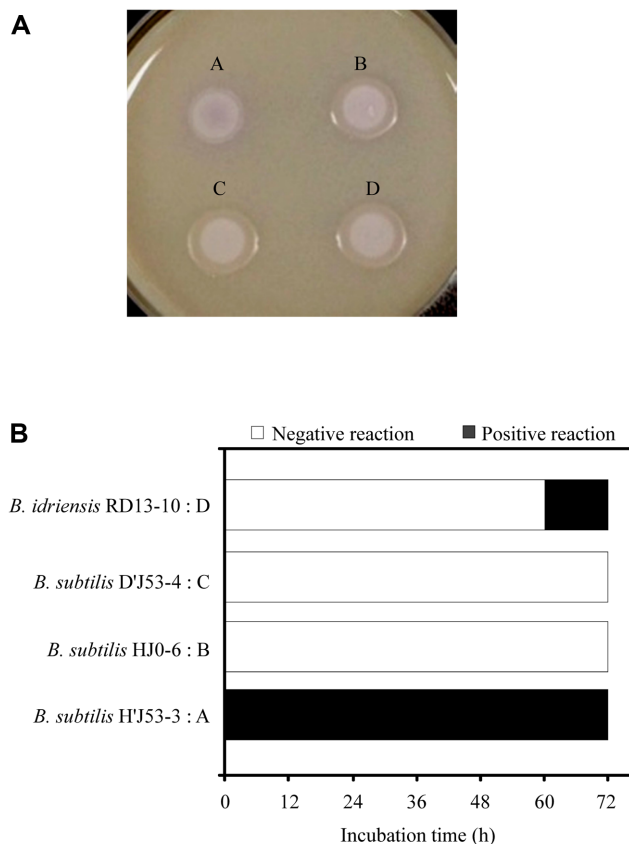 A
A B
C D
B
Negative reaction Positive reaction
B. idriensis RD13-10 : D
B. subtilis D'J53-4 : C
B. subtilis HJ0-6 : B
B. subtilis H'J53-3 : A
0 12 24 36 48 60 72
Incubation time (h)